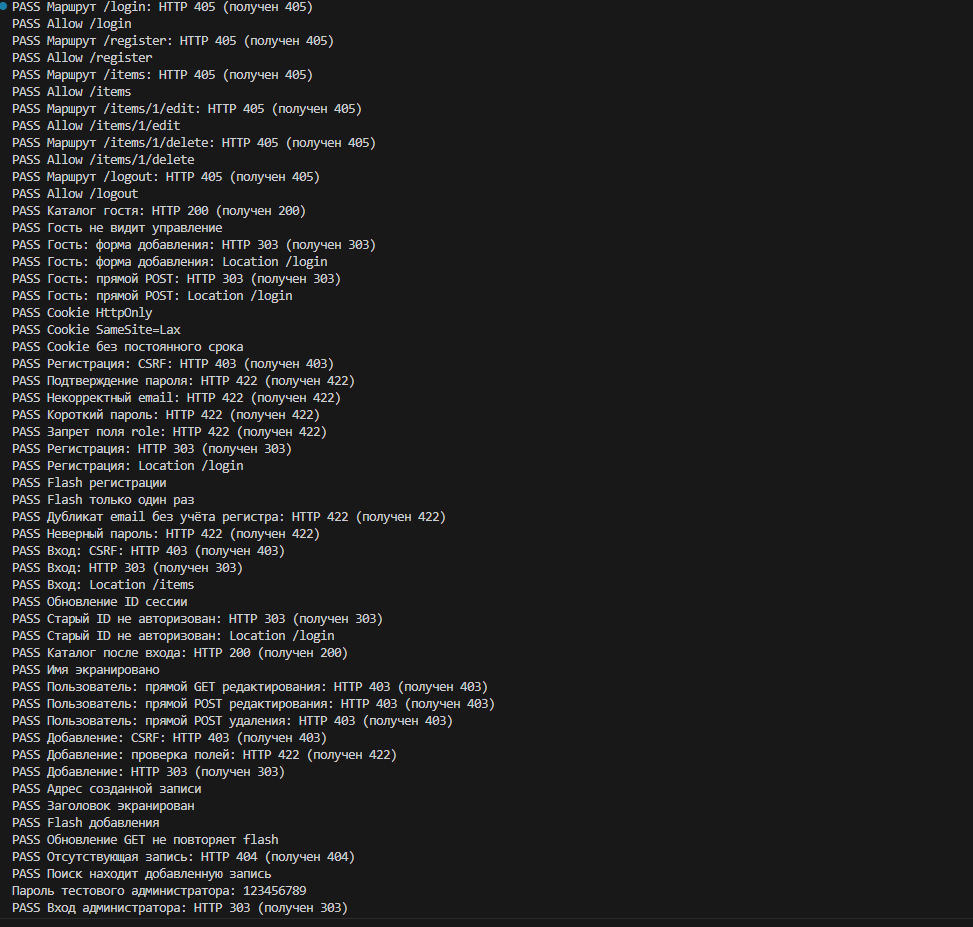 PASS Маршрут /login: HTTP 405 (получен 405)
PASS Allow /login
PASS Маршрут /register: HTTP 405 (получен 405)
PASS Allow /register
PASS Маршрут /items: HTTP 405 (получен 405)
PASS Allow /items
PASS Маршрут /items/1/edit: HTTP 405 (получен 405)
PASS Allow /items/1/edit
PASS Маршрут /items/1/delete: HTTP 405 (получен 405)
PASS Allow /items/1/delete
PASS Маршрут /logout: HTTP 405 (получен 405)
PASS Allow /logout
PASS Каталог гостя: HTTP 200 (получен 200)
PASS Гость не видит управление
PASS Гость: форма добавления: HTTP 303 (получен 303)
PASS Гость: форма добавления: Location /login
PASS Гость: прямой POST: HTTP 303 (получен 303)
PASS Гость: прямой POST: Location /login
PASS Cookie HttpOnly
PASS Cookie SameSite=Lax
PASS Cookie без постоянного срока
PASS Регистрация: CSRF: HTTP 403 (получен 403)
PASS Подтверждение пароля: HTTP 422 (получен 422)
PASS Некорректный email: HTTP 422 (получен 422)
PASS Короткий пароль: HTTP 422 (получен 422)
PASS Запрет поля role: HTTP 422 (получен 422)
PASS Регистрация: HTTP 303 (получен 303)
PASS Регистрация: Location /login
PASS Flash регистрации
PASS Flash только один раз
PASS Дубликат email без учёта регистра: HTTP 422 (получен 422)
PASS Неверный пароль: HTTP 422 (получен 422)
PASS Вход: CSRF: HTTP 403 (получен 403)
PASS Вход: HTTP 303 (получен 303)
PASS Вход: Location /items
PASS Обновление ID сессии
PASS Старый ID не авторизован: HTTP 303 (получен 303)
PASS Старый ID не авторизован: Location /login
PASS Каталог после входа: HTTP 200 (получен 200)
PASS Имя экранировано
PASS Пользователь: прямой GET редактирования: HTTP 403 (получен 403)
PASS Пользователь: прямой POST редактирования: HTTP 403 (получен 403)
PASS Пользователь: прямой POST удаления: HTTP 403 (получен 403)
PASS Добавление: CSRF: HTTP 403 (получен 403)
PASS Добавление: проверка полей: HTTP 422 (получен 422)
PASS Добавление: HTTP 303 (получен 303)
PASS Адрес созданной записи
PASS Заголовок экранирован
PASS Flash добавления
PASS Обновление GET не повторяет flash
PASS Отсутствующая запись: HTTP 404 (получен 404)
PASS Поиск находит добавленную запись
Пароль тестового администратора: 123456789
PASS Вход администратора: HTTP 303 (получен 303)